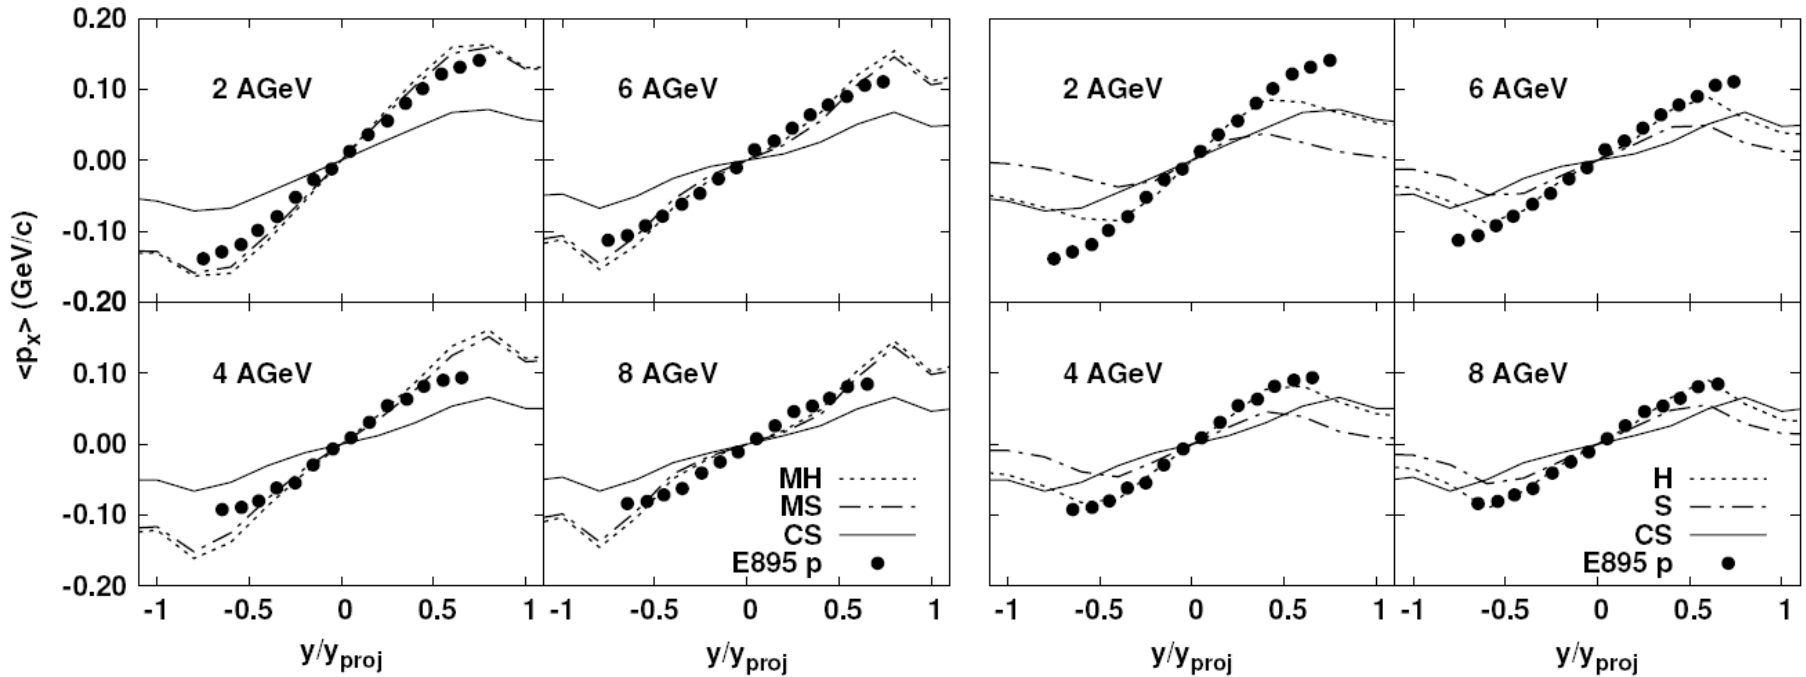 <p_x> (GeV/c)
0.20
0.10
0.00
-0.10
-0.20
0.10
0.00
-0.10
-0.20
2 AGeV
6 AGeV
4 AGeV
8 AGeV
MH
MS
CS
E895 p
-1 -0.5 0 0.5 1
-1 -0.5 0 0.5 1
y/y_proj
y/y_proj
2 AGeV
6 AGeV
4 AGeV
8 AGeV
H
S
CS
E895 p
-1 -0.5 0 0.5 1
-1 -0.5 0 0.5 1
y/y_proj
y/y_proj